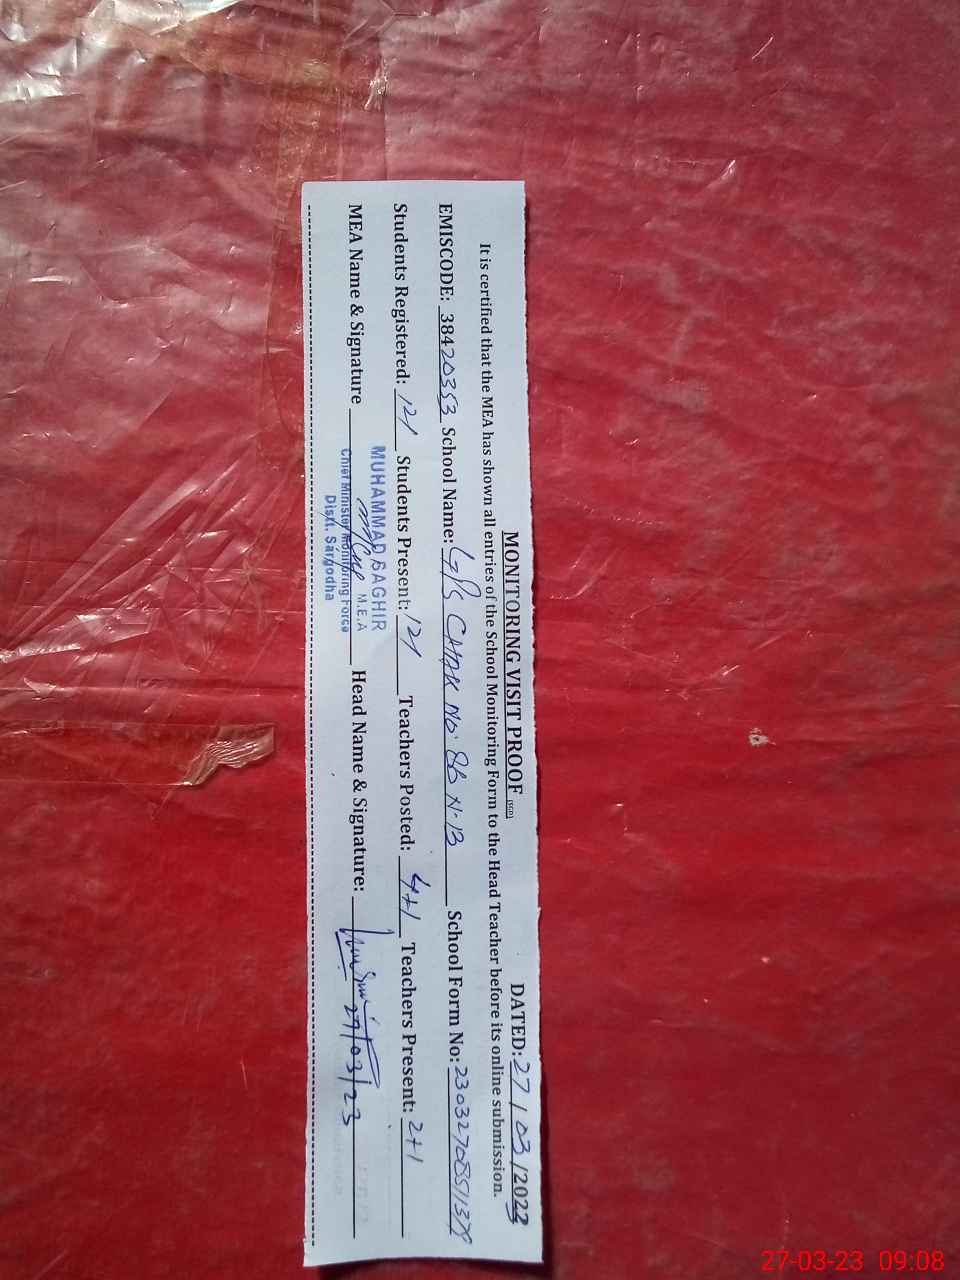 MONITORING VISIT PROOF (SGD) DATED: 27/03/2023
It is certified that the MEA has shown all entries of the School Monitoring Form to the Head Teacher before its online submission.
EMISCODE: 38420353 School Name: G/PS CHAK NO. 86 N.B School Form No:
Students Registered: 121 Students Present: 121 Teachers Posted: 4+1 Teachers Present: 2+1
MUHAMMAD BAGHIR
M.E.A
MEA Name & Signature Head Name & Signature: 27/03/23
Chief Minister Monitoring Force
Distt. Sargodha
27-03-23 09:08